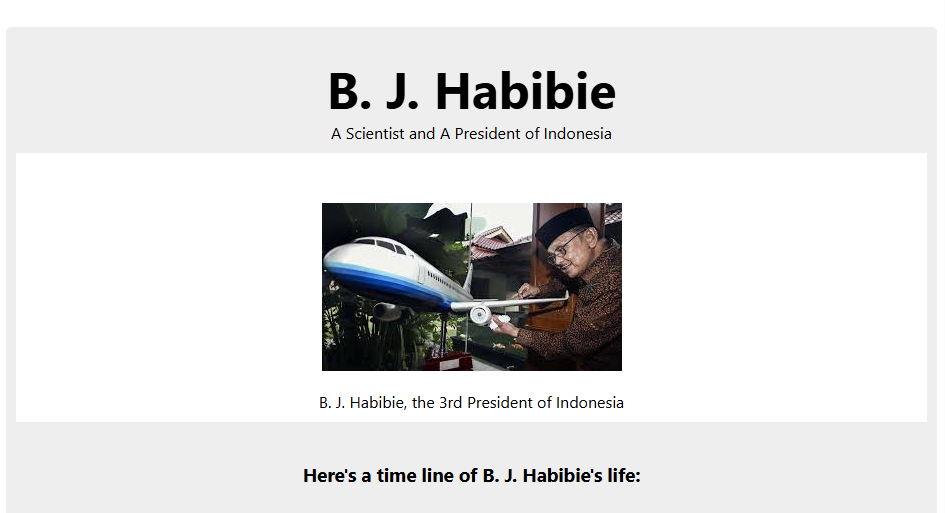 B. J. Habibie
A Scientist and A President of Indonesia
B. J. Habibie, the 3rd President of Indonesia
Here's a time line of B. J. Habibie's life: